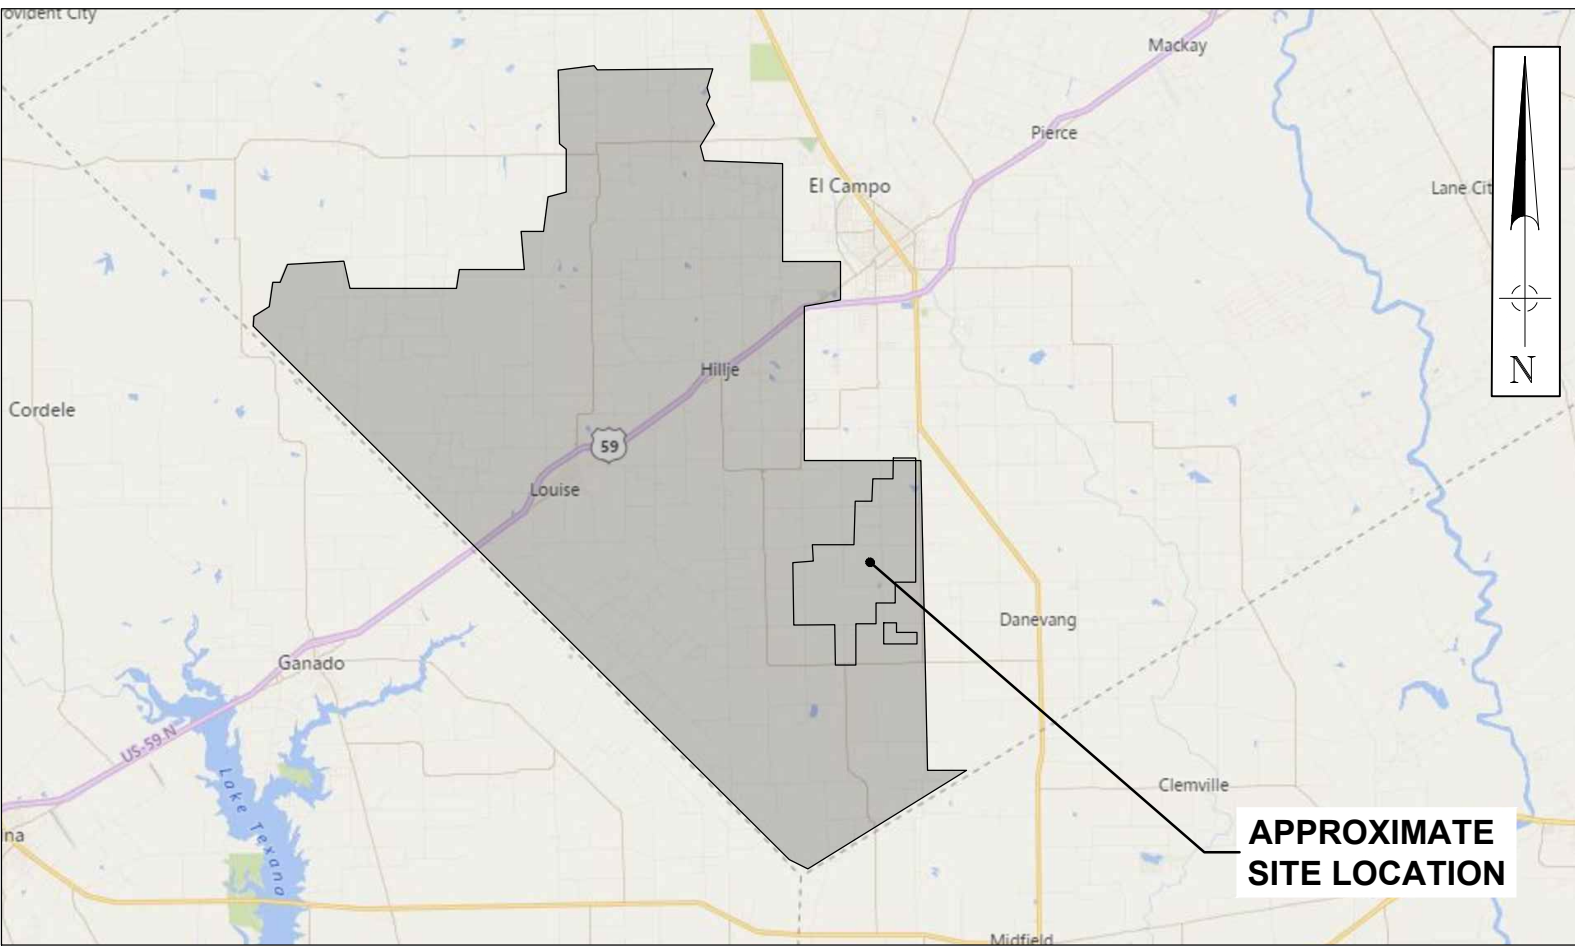 ovident City
Mackay
Pierce
El Campo
Lane Cit
N
Hillje
Cordele
59
Louise
Danevang
Ganado
US-59 N
Lake Texana
Clemville
na
APPROXIMATE
SITE LOCATION
Midfield